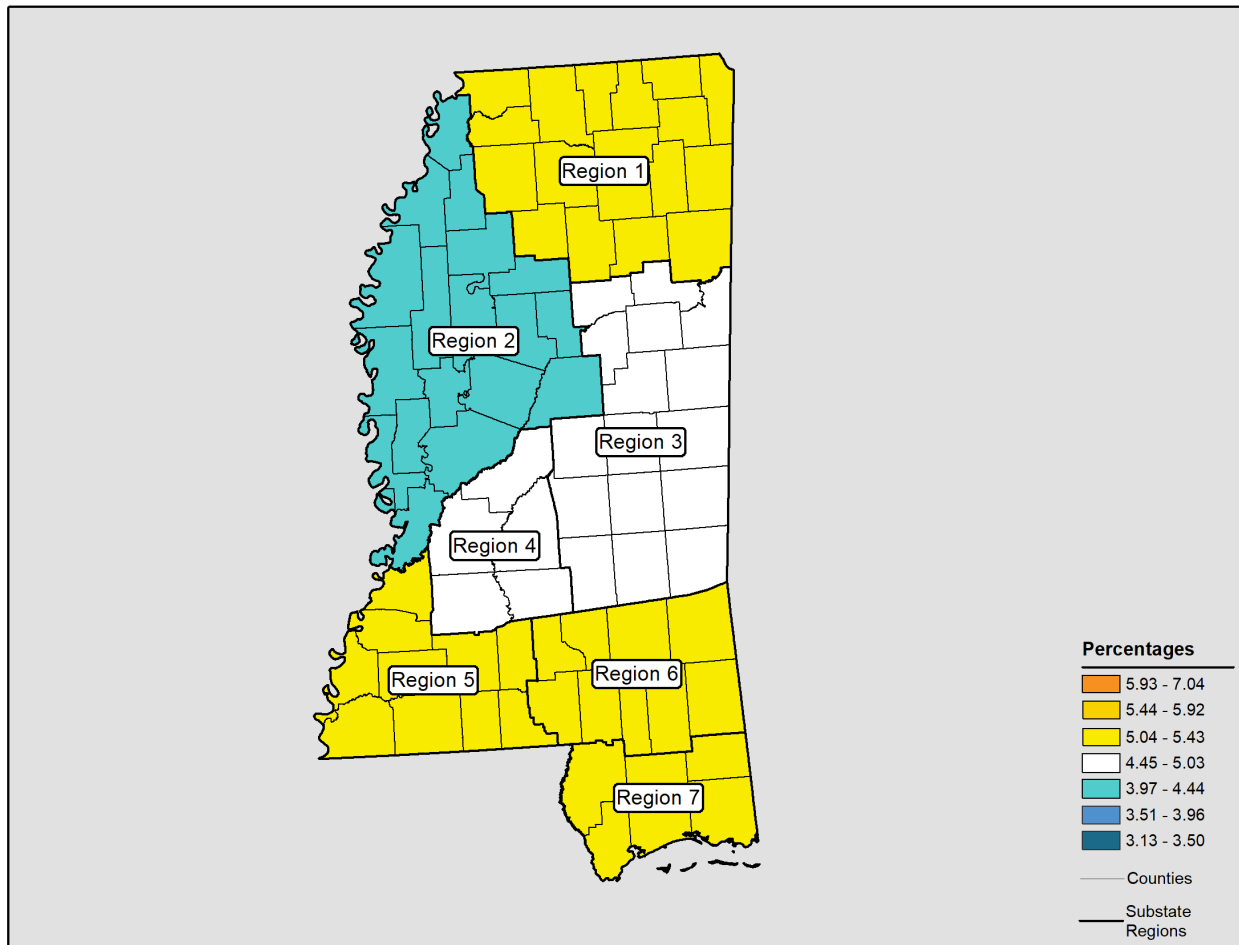 Region 1
Region 2
Region 3
Region 4
Region 5
Region 6
Region 7
Percentages
5.93 - 7.04
5.44 - 5.92
5.04 - 5.43
4.45 - 5.03
3.97 - 4.44
3.51 - 3.96
3.13 - 3.50
Counties
Substate
Regions